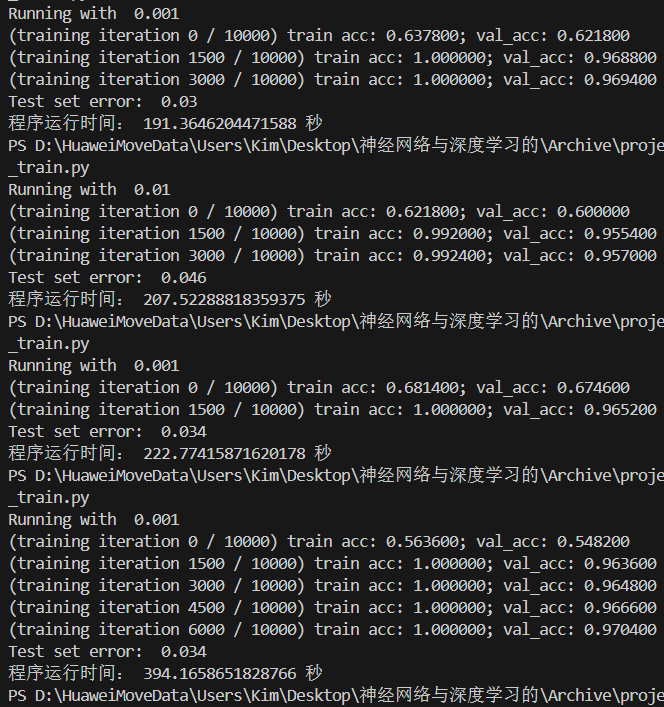 Running with  0.001
(training iteration 0 / 10000) train acc: 0.637800; val_acc: 0.621800
(training iteration 1500 / 10000) train acc: 1.000000; val_acc: 0.968800
(training iteration 3000 / 10000) train acc: 1.000000; val_acc: 0.969400
Test set error:  0.03
程序运行时间： 191.3646204471588 秒
PS D:\HuaweiMoveData\Users\Kim\Desktop\神经网络与深度学习的\Archive\proje
_train.py
Running with  0.01
(training iteration 0 / 10000) train acc: 0.621800; val_acc: 0.600000
(training iteration 1500 / 10000) train acc: 0.992000; val_acc: 0.955400
(training iteration 3000 / 10000) train acc: 0.992400; val_acc: 0.957000
Test set error:  0.046
程序运行时间： 207.52288818359375 秒
PS D:\HuaweiMoveData\Users\Kim\Desktop\神经网络与深度学习的\Archive\proje
_train.py
Running with  0.001
(training iteration 0 / 10000) train acc: 0.681400; val_acc: 0.674600
(training iteration 1500 / 10000) train acc: 1.000000; val_acc: 0.965200
Test set error:  0.034
程序运行时间： 222.77415871620178 秒
PS D:\HuaweiMoveData\Users\Kim\Desktop\神经网络与深度学习的\Archive\proje
_train.py
Running with  0.001
(training iteration 0 / 10000) train acc: 0.563600; val_acc: 0.548200
(training iteration 1500 / 10000) train acc: 1.000000; val_acc: 0.963600
(training iteration 3000 / 10000) train acc: 1.000000; val_acc: 0.964800
(training iteration 4500 / 10000) train acc: 1.000000; val_acc: 0.966600
(training iteration 6000 / 10000) train acc: 1.000000; val_acc: 0.970400
Test set error:  0.034
程序运行时间： 394.1658651828766 秒
PS D:\HuaweiMoveData\Users\Kim\Desktop\神经网络与深度学习的\Archive\proje